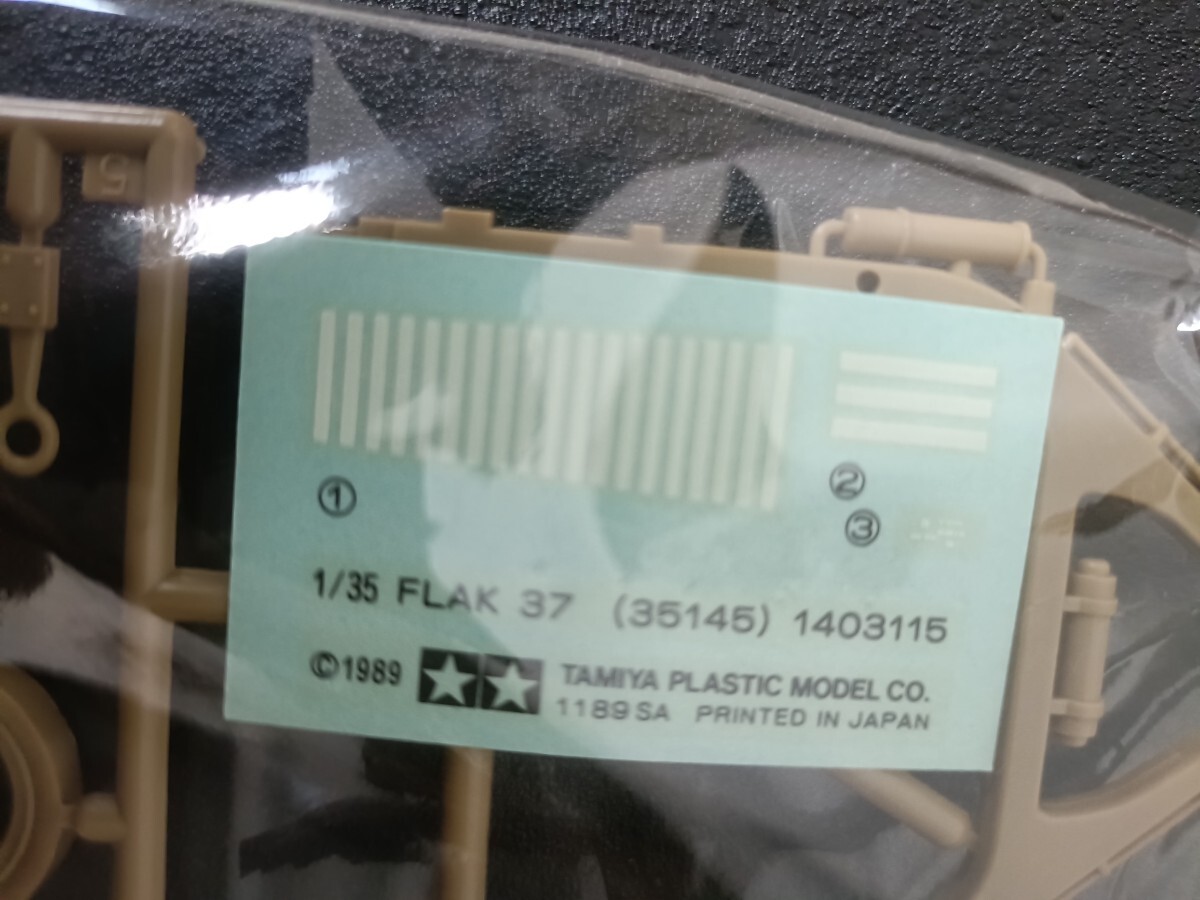 5
①
②
③
1/35 FLAK 37 (35145) 1403115
©1989 TAMIYA PLASTIC MODEL CO.
1189 SA PRINTED IN JAPAN